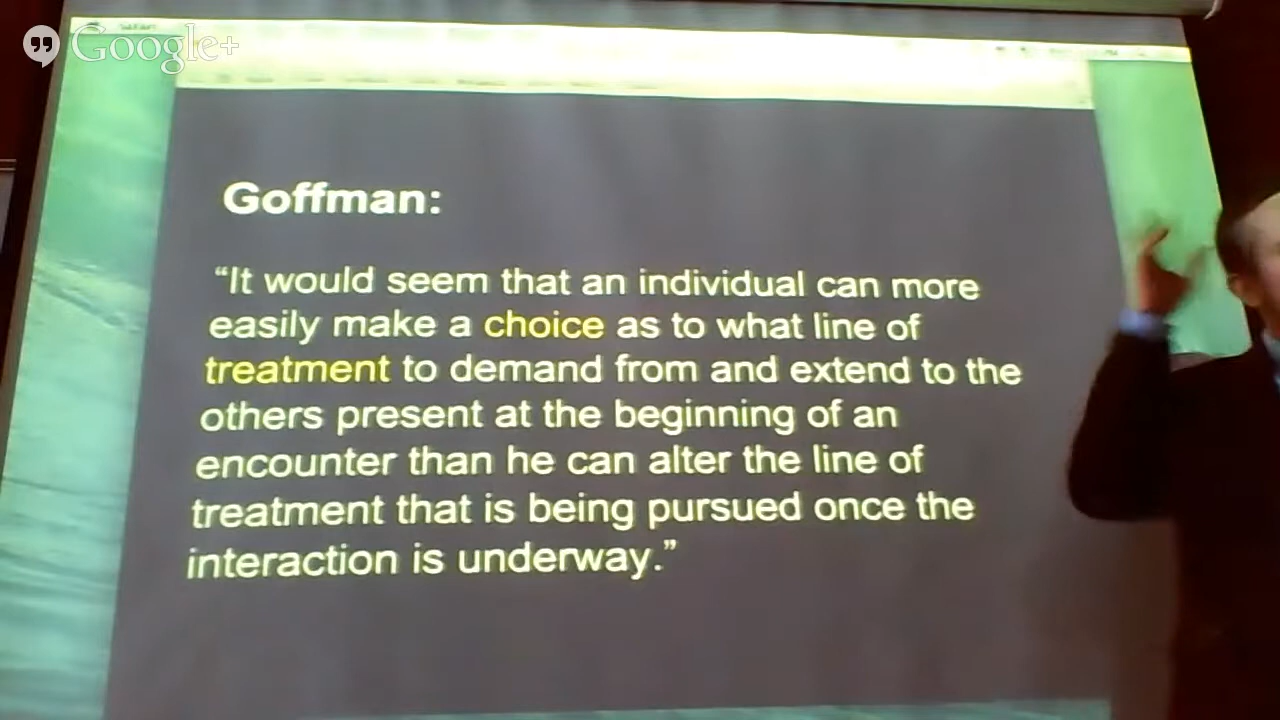 Google+
Goffman:
“It would seem that an individual can more
easily make a choice as to what line of
treatment to demand from and extend to the
others present at the beginning of an
encounter than he can alter the line of
treatment that is being pursued once the
interaction is underway.”